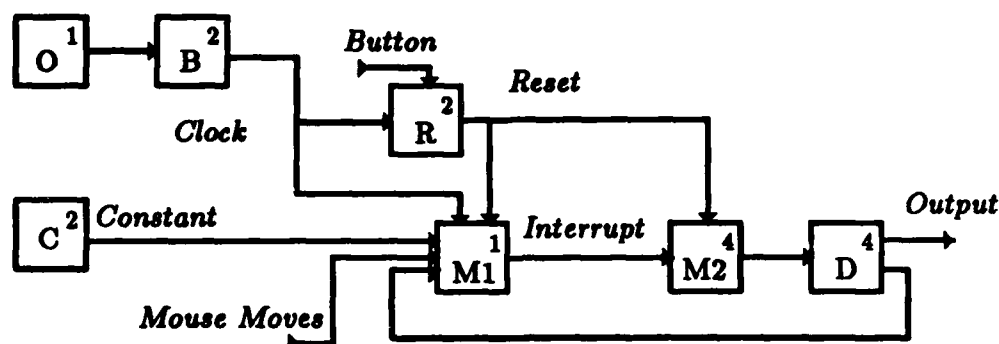 O 1
B 2
Button
R 2
Reset
Clock
C 2
Constant
M1 1
Interrupt
M2 4
D 4
Output
Mouse Moves